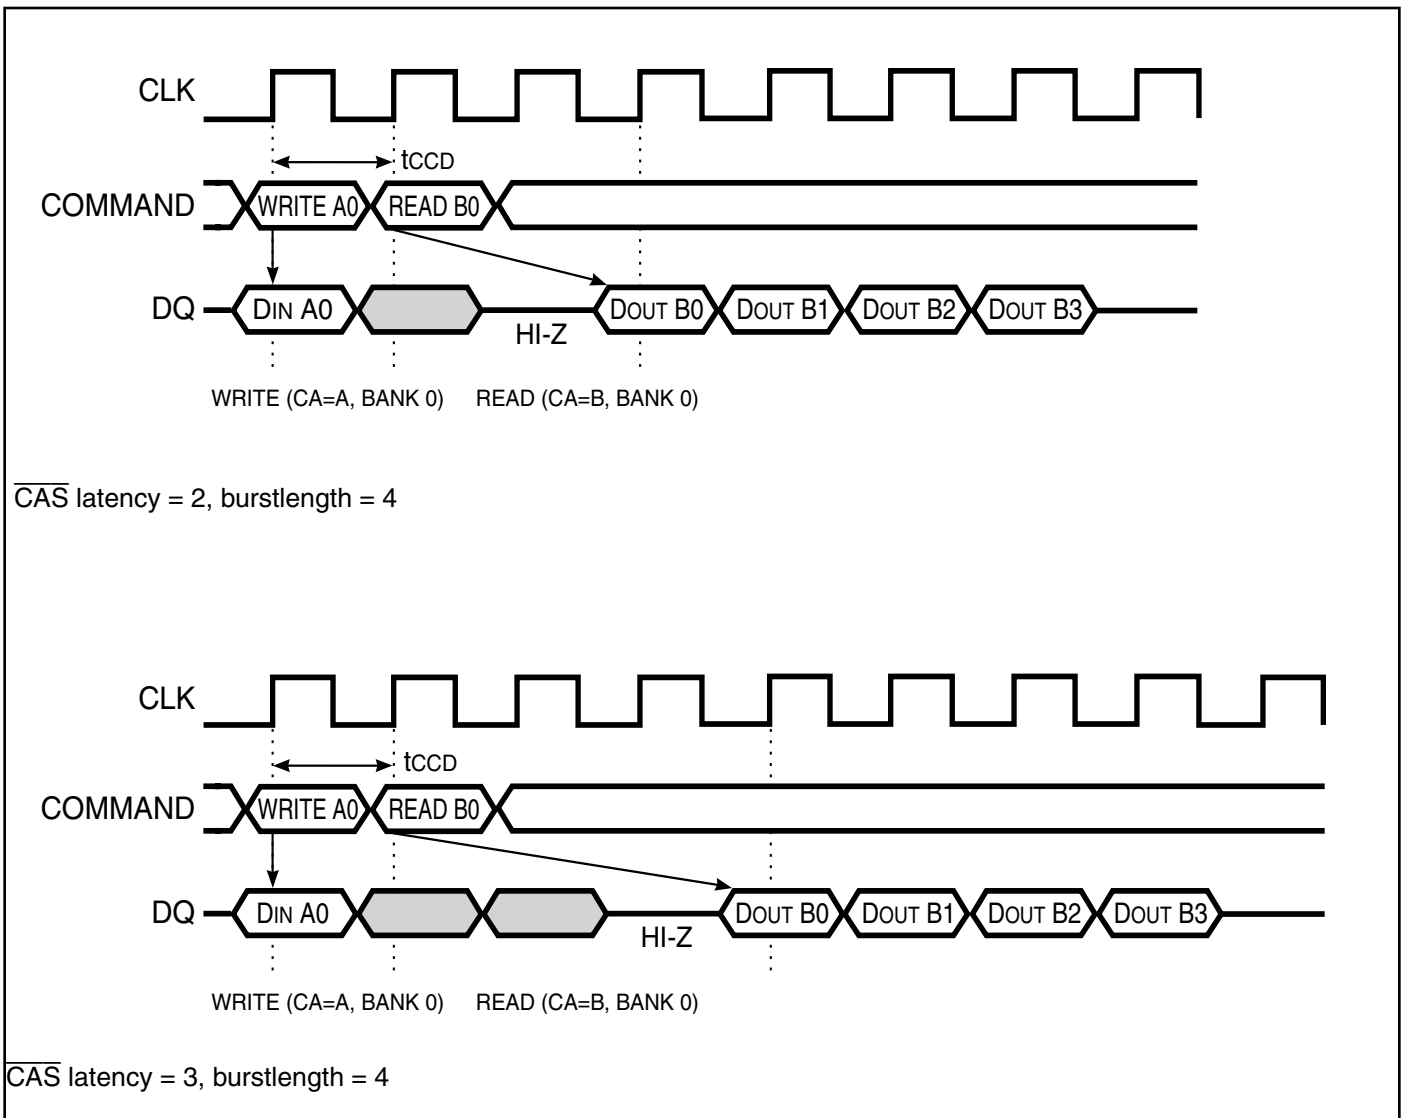 CLK
tCCD
COMMAND WRITE A0 READ B0
DQ DIN A0 DOUT B0 DOUT B1 DOUT B2 DOUT B3
HI-Z
WRITE (CA=A, BANK 0) READ (CA=B, BANK 0)
CAS latency = 2, burstlength = 4
CLK
tCCD
COMMAND WRITE A0 READ B0
DQ DIN A0 DOUT B0 DOUT B1 DOUT B2 DOUT B3
HI-Z
WRITE (CA=A, BANK 0) READ (CA=B, BANK 0)
CAS latency = 3, burstlength = 4